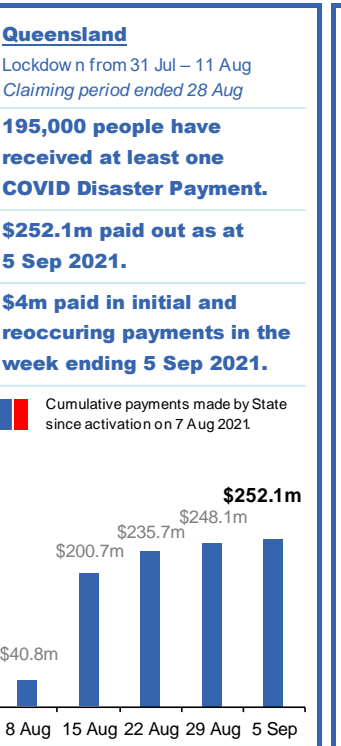 Queensland
Lockdown from 31 Jul – 11 Aug
Claiming period ended 28 Aug
195,000 people have
received at least one
COVID Disaster Payment.
$252.1m paid out as at
5 Sep 2021.
$4m paid in initial and
reoccuring payments in the
week ending 5 Sep 2021.
Cumulative payments made by State
since activation on 7 Aug 2021.
$252.1m
$248.1m
$235.7m
$200.7m
$40.8m
8 Aug 15 Aug 22 Aug 29 Aug 5 Sep